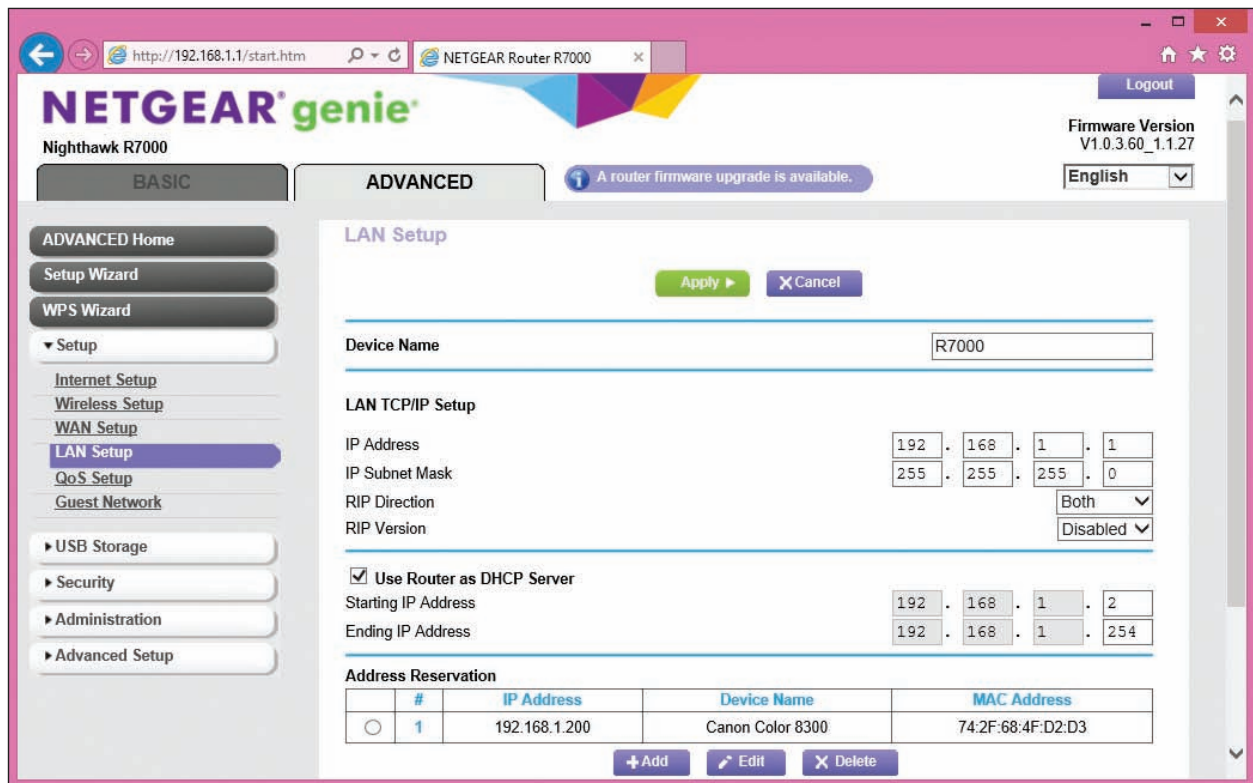 http://192.168.1.1/start.htm
NETGEAR Router R7000
NETGEAR® genie®
Logout
Nighthawk R7000
Firmware Version
V1.0.3.60_1.1.27
BASIC
ADVANCED
A router firmware upgrade is available.
English
ADVANCED Home
Setup Wizard
WPS Wizard
Setup
Internet Setup
Wireless Setup
WAN Setup
LAN Setup
QoS Setup
Guest Network
USB Storage
Security
Administration
Advanced Setup
LAN Setup
Apply
Cancel
Device Name R7000
LAN TCP/IP Setup
IP Address 192 . 168 . 1 . 1
IP Subnet Mask 255 . 255 . 255 . 0
RIP Direction Both
RIP Version Disabled
Use Router as DHCP Server
Starting IP Address 192 . 168 . 1 . 2
Ending IP Address 192 . 168 . 1 . 254
Address Reservation
# IP Address Device Name MAC Address
1 192.168.1.200 Canon Color 8300 74:2F:68:4F:D2:D3
+ Add Edit X Delete